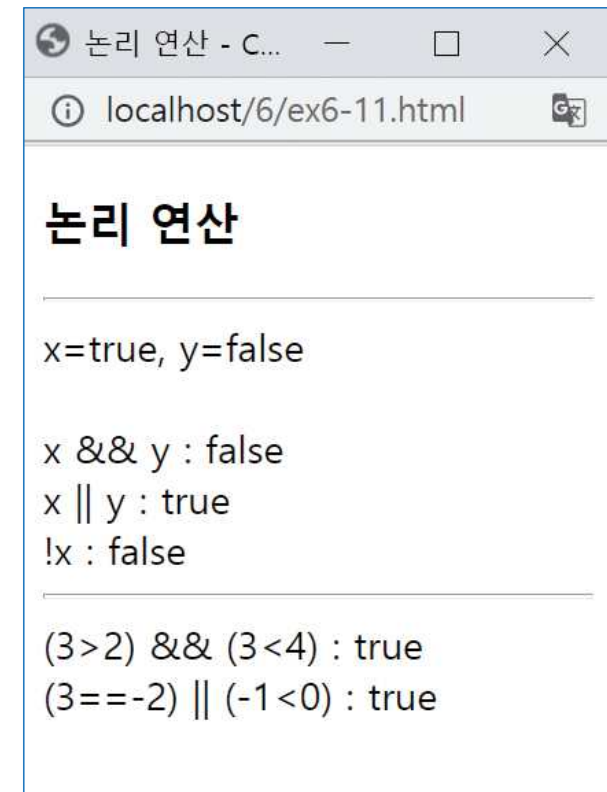 논리 연산 - C...
localhost/6/ex6-11.html
논리 연산
x=true, y=false
x && y : false
x || y : true
!x : false
(3>2) && (3<4) : true
(3==-2) || (-1<0) : true